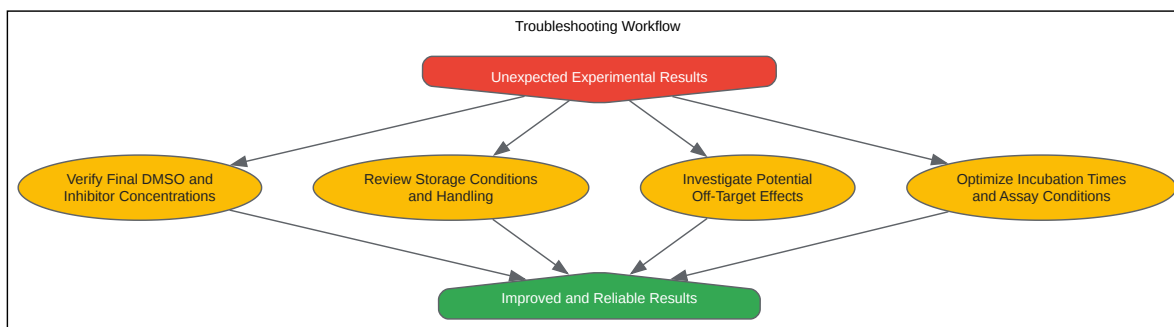 Troubleshooting Workflow
Unexpected Experimental Results
Verify Final DMSO and
Inhibitor Concentrations
Review Storage Conditions
and Handling
Investigate Potential
Off-Target Effects
Optimize Incubation Times
and Assay Conditions
Improved and Reliable Results